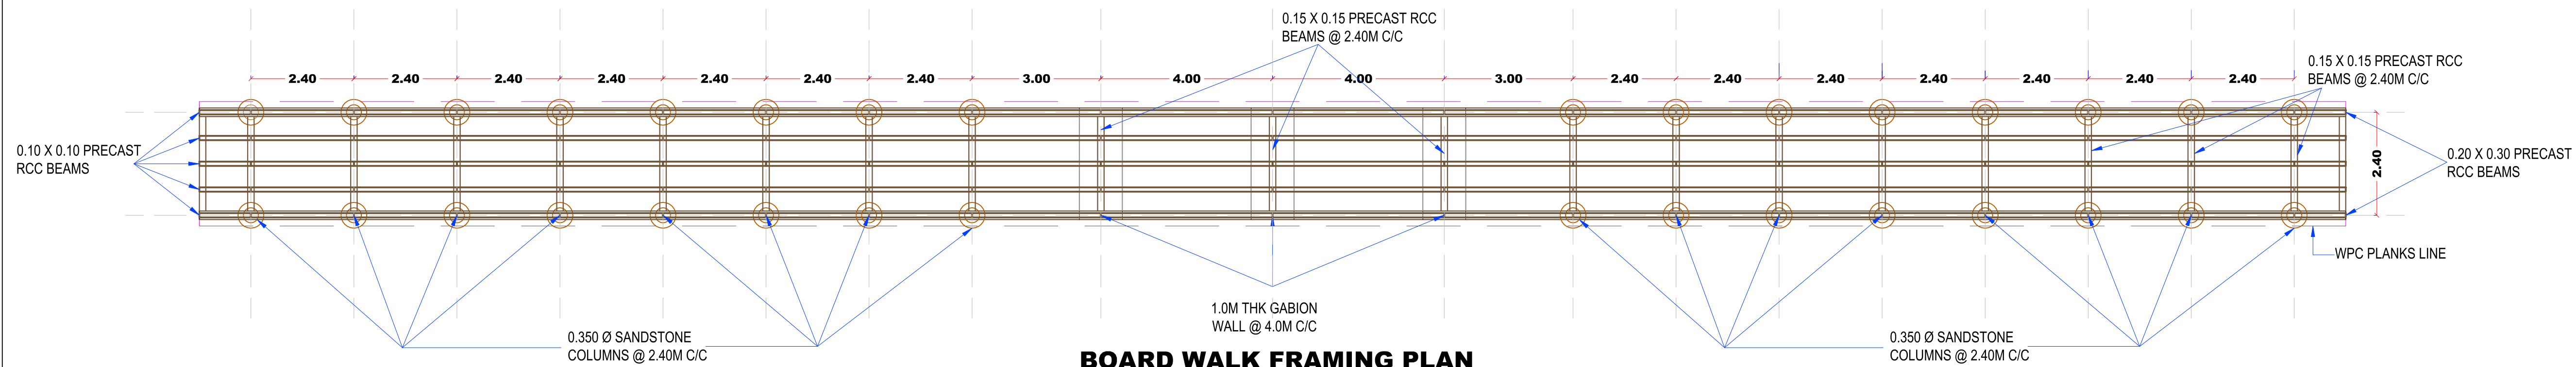 0.15 X 0.15 PRECAST RCC
BEAMS @ 2.40M C/C
0.15 X 0.15 PRECAST RCC
BEAMS @ 2.40M C/C
2.40 2.40 2.40 2.40 2.40 2.40 2.40 3.00 4.00 4.00 3.00 2.40 2.40 2.40 2.40 2.40 2.40 2.40
0.10 X 0.10 PRECAST
RCC BEAMS
2.40
0.20 X 0.30 PRECAST
RCC BEAMS
WPC PLANKS LINE
1.0M THK GABION
WALL @ 4.0M C/C
0.350 Ø SANDSTONE
COLUMNS @ 2.40M C/C
0.350 Ø SANDSTONE
COLUMNS @ 2.40M C/C
BOARD WALK FRAMING PLAN